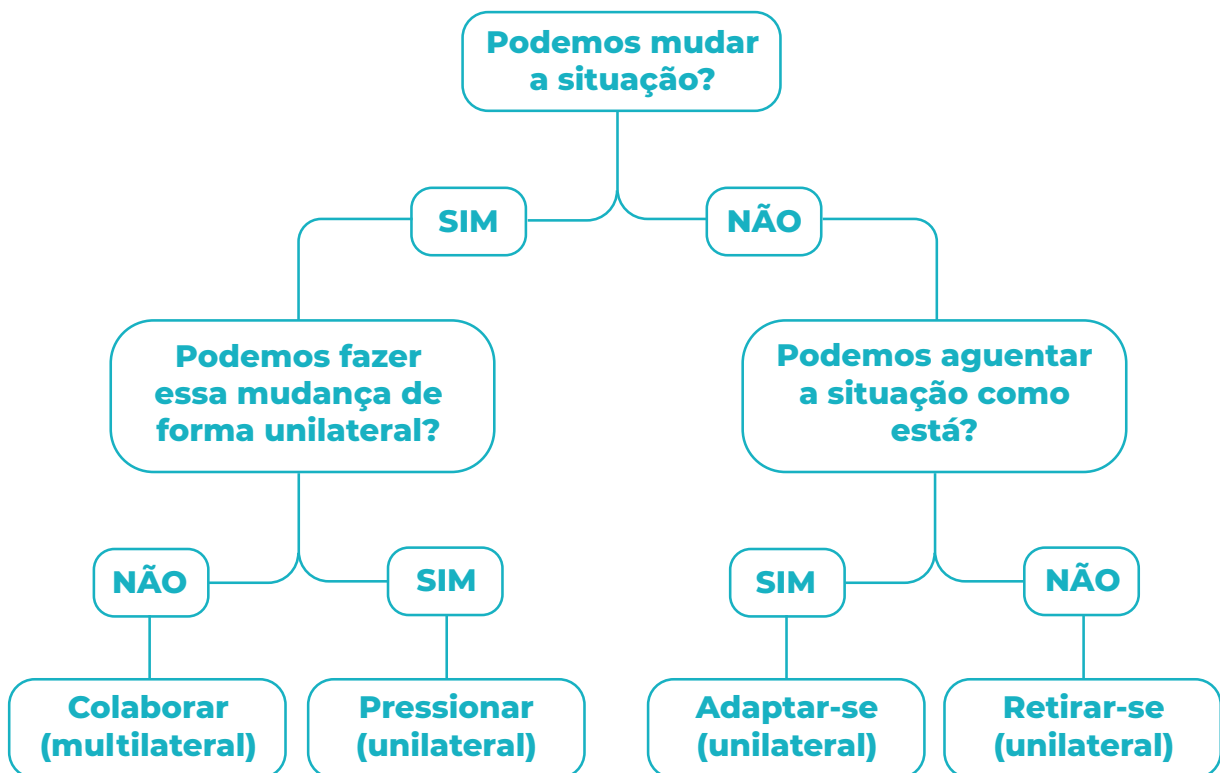 Podemos mudar
a situação?
SIM
NÃO
Podemos fazer
essa mudança de
forma unilateral?
Podemos aguentar
a situação como
está?
NÃO
SIM
SIM
NÃO
Colaborar
(multilateral)
Pressionar
(unilateral)
Adaptar-se
(unilateral)
Retirar-se
(unilateral)